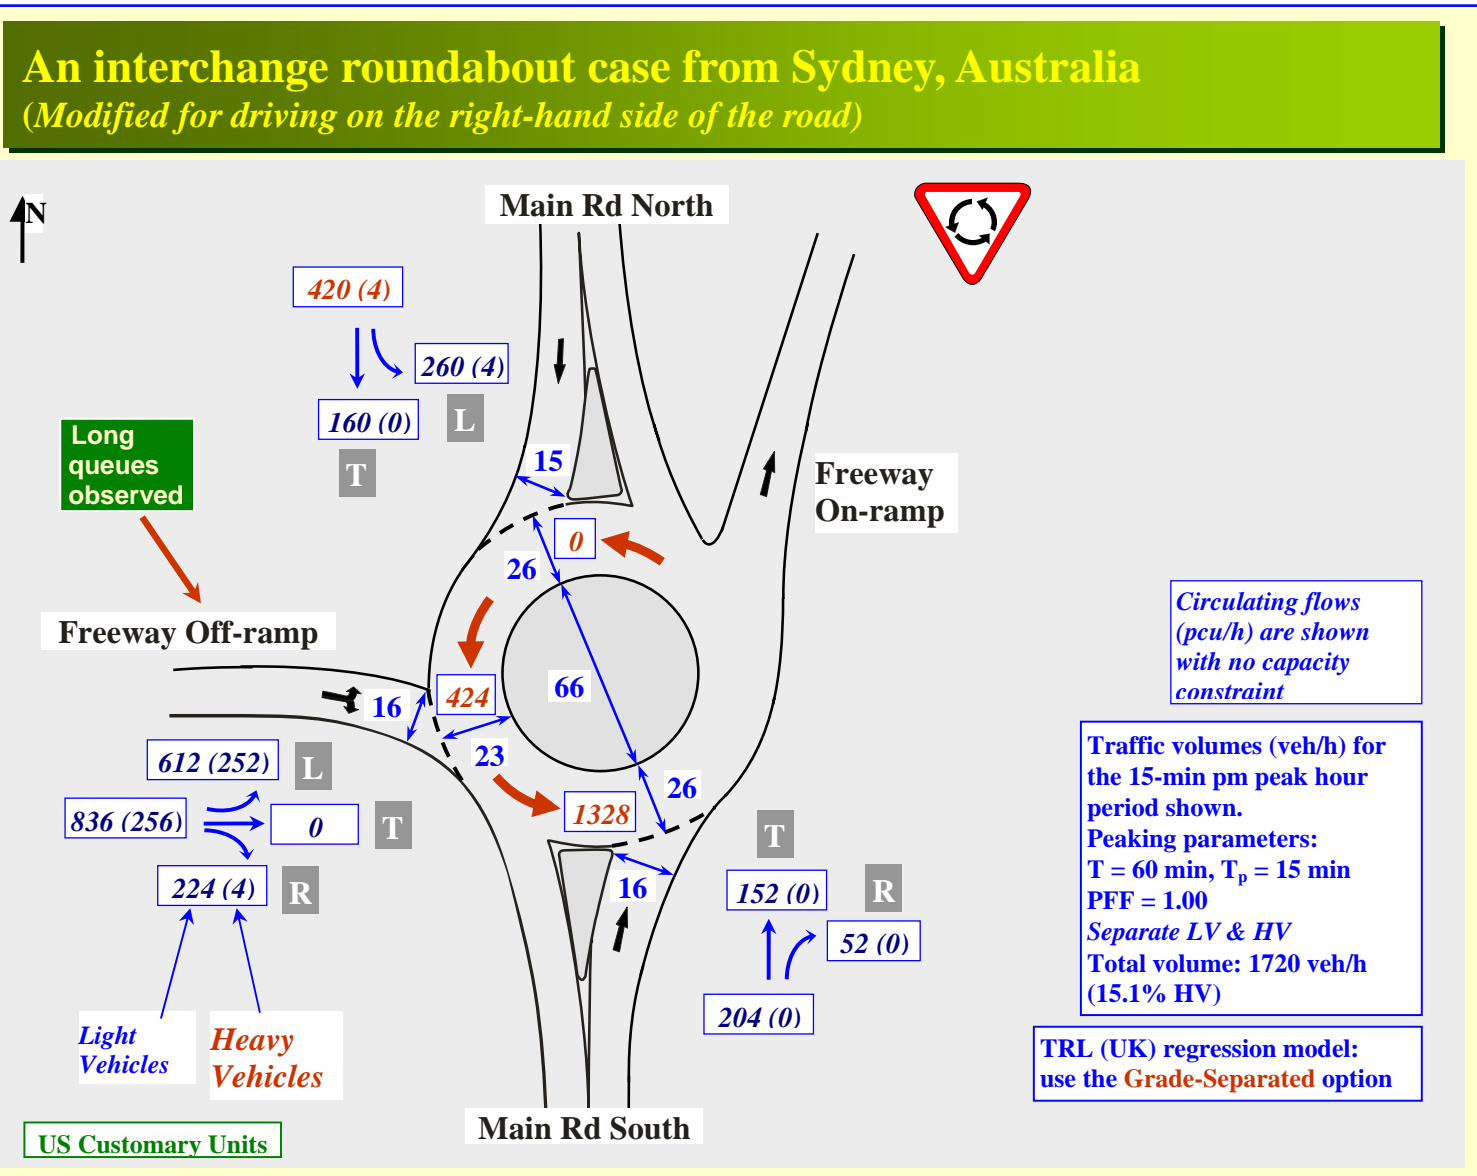 An interchange roundabout case from Sydney, Australia
(Modified for driving on the right-hand side of the road)
N
Main Rd North
420 (4)
260 (4)
160 (0)
L
T
Long
queues
observed
15
Freeway
On-ramp
0
26
Freeway Off-ramp
Circulating flows
(pcu/h) are shown
with no capacity
constraint
424
66
16
23
26
612 (252)
L
836 (256)
0
T
224 (4)
R
1328
T
16
152 (0)
R
52 (0)
204 (0)
Traffic volumes (veh/h) for
the 15-min pm peak hour
period shown.
Peaking parameters:
T = 60 min, Tp = 15 min
PFF = 1.00
Separate LV & HV
Total volume: 1720 veh/h
(15.1% HV)
Light
Vehicles
Heavy
Vehicles
TRL (UK) regression model:
use the Grade-Separated option
Main Rd South
US Customary Units